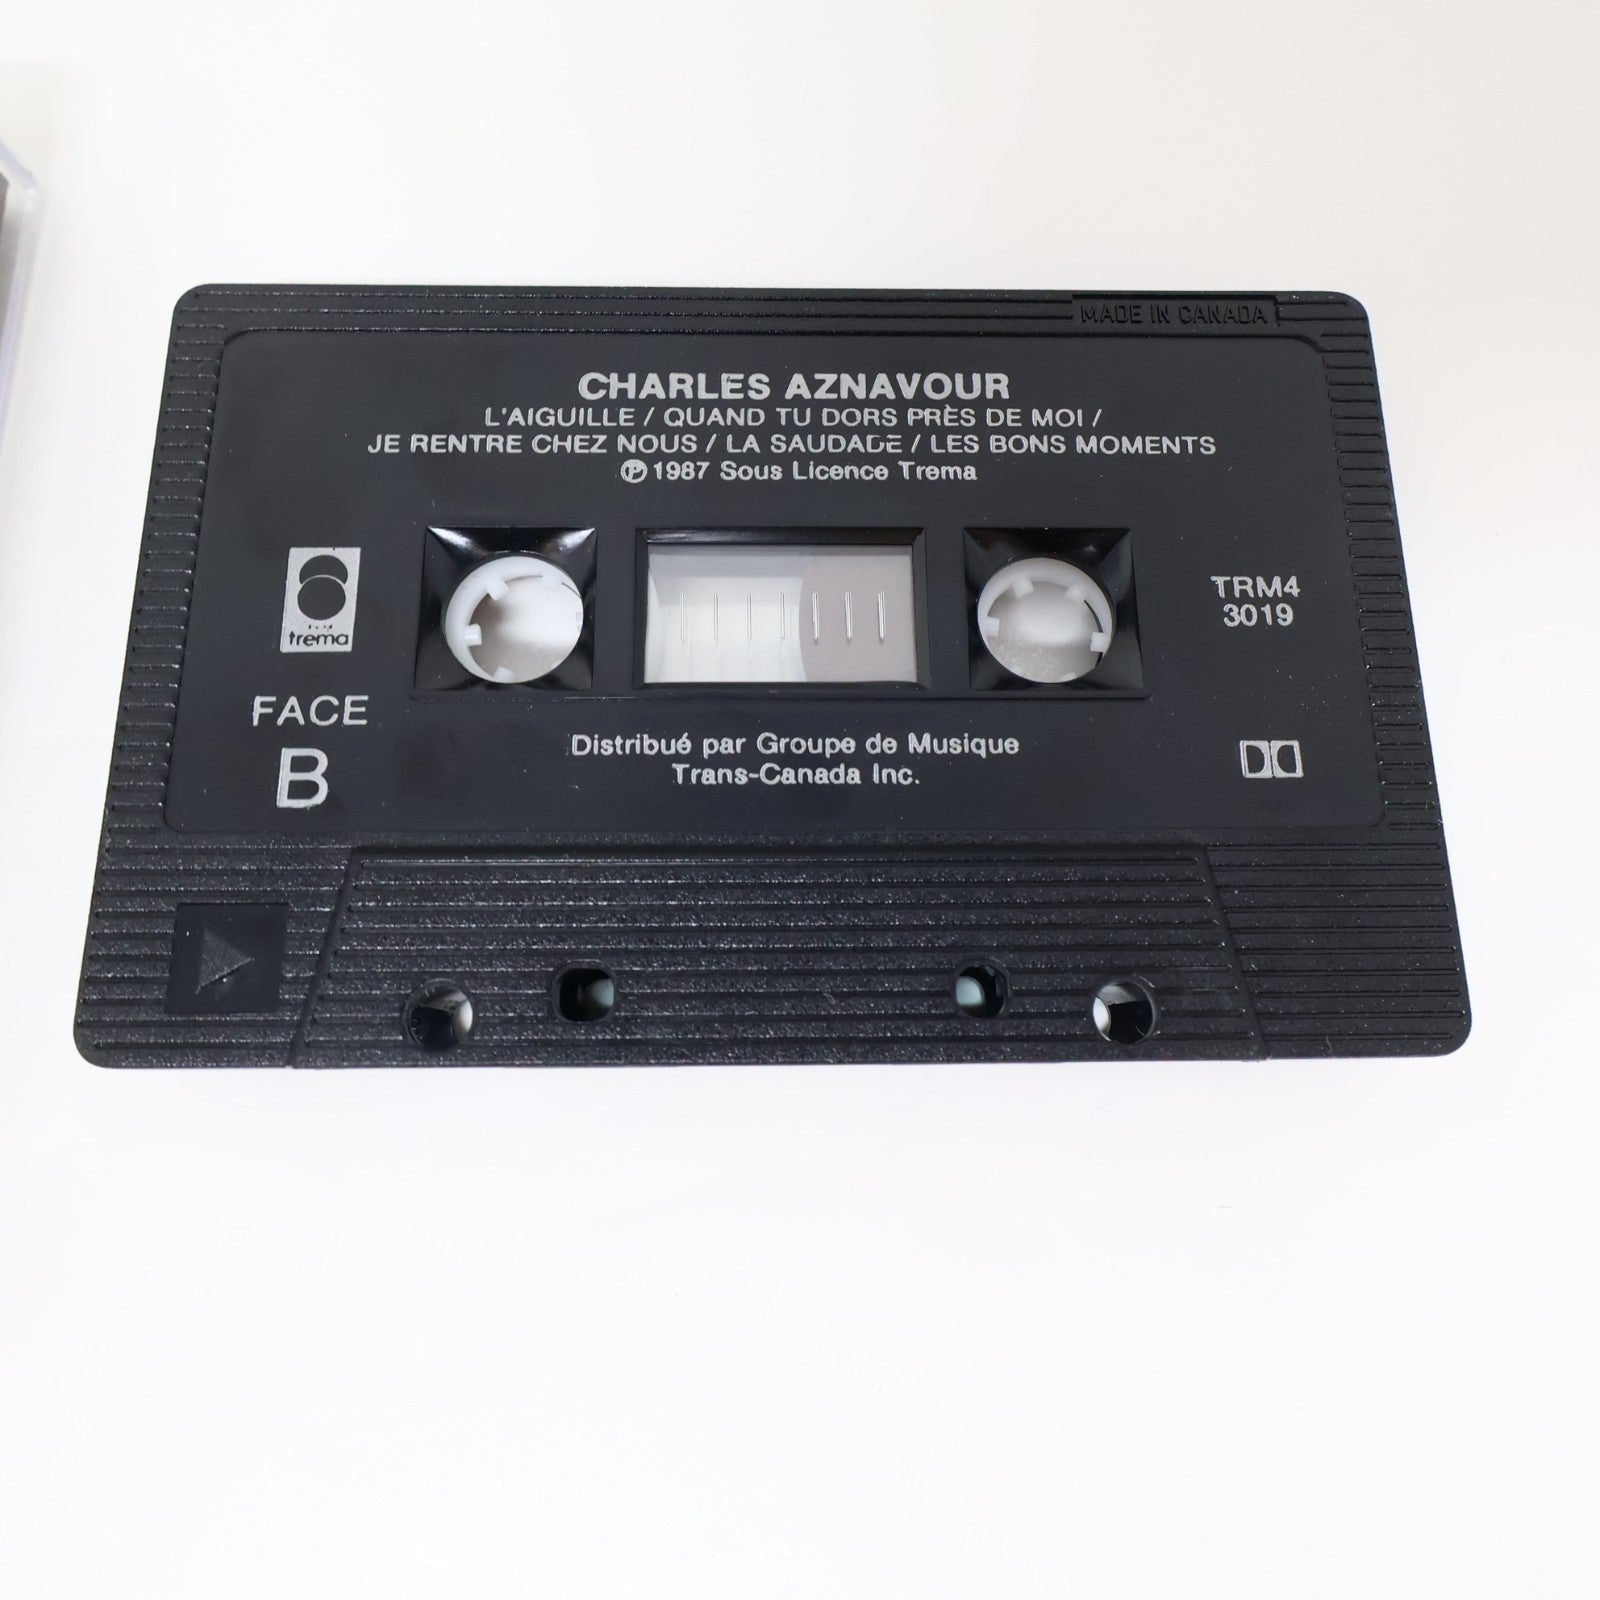 MADE IN CANADA
CHARLES AZNAVOUR
L'AIGUILLE / QUAND TU DORS PRÈS DE MOI /
JE RENTRE CHEZ NOUS / LA SAUDADE / LES BONS MOMENTS
℗ 1987 Sous Licence Trema
trema
TRM4
3019
FACE
B
Distribué par Groupe de Musique
Trans-Canada Inc.